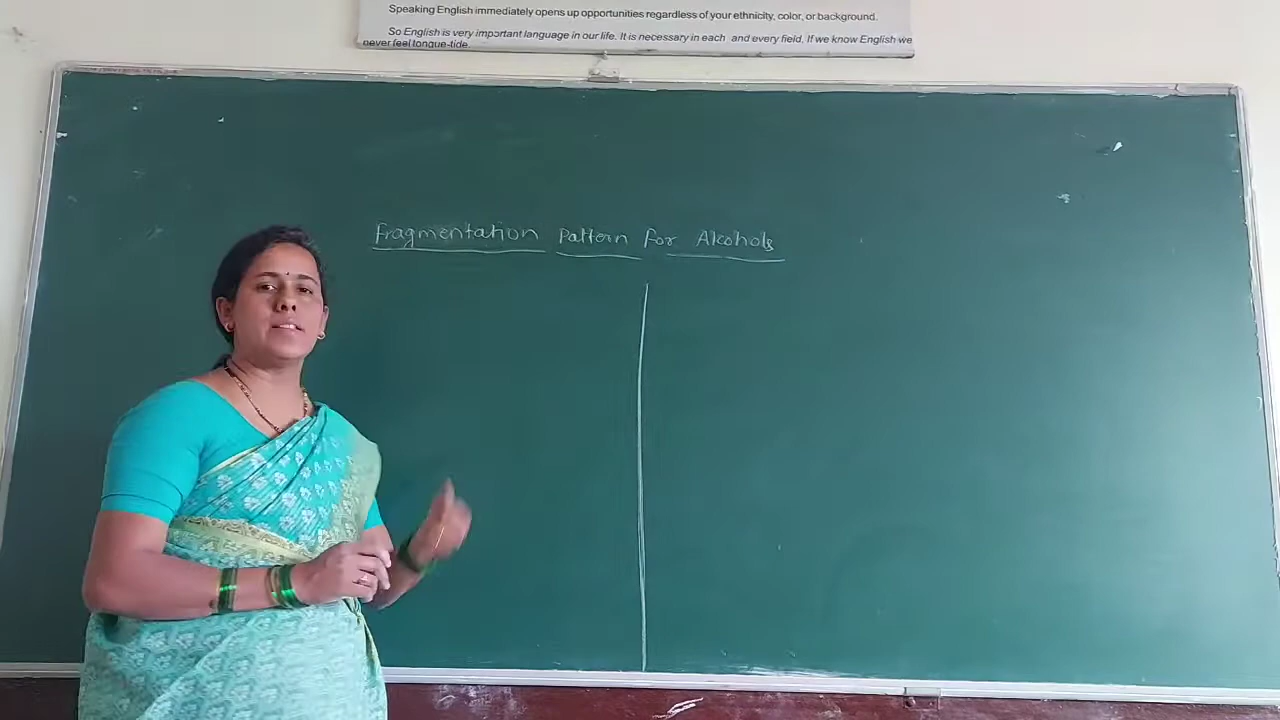 Speaking English immediately opens up opportunities regardless of your ethnicity, color, or background.
So English is very important language in our life. It is necessary in each and every field. If we know English we
never feel tongue-tide.
Fragmentation Pattern for Alcohols